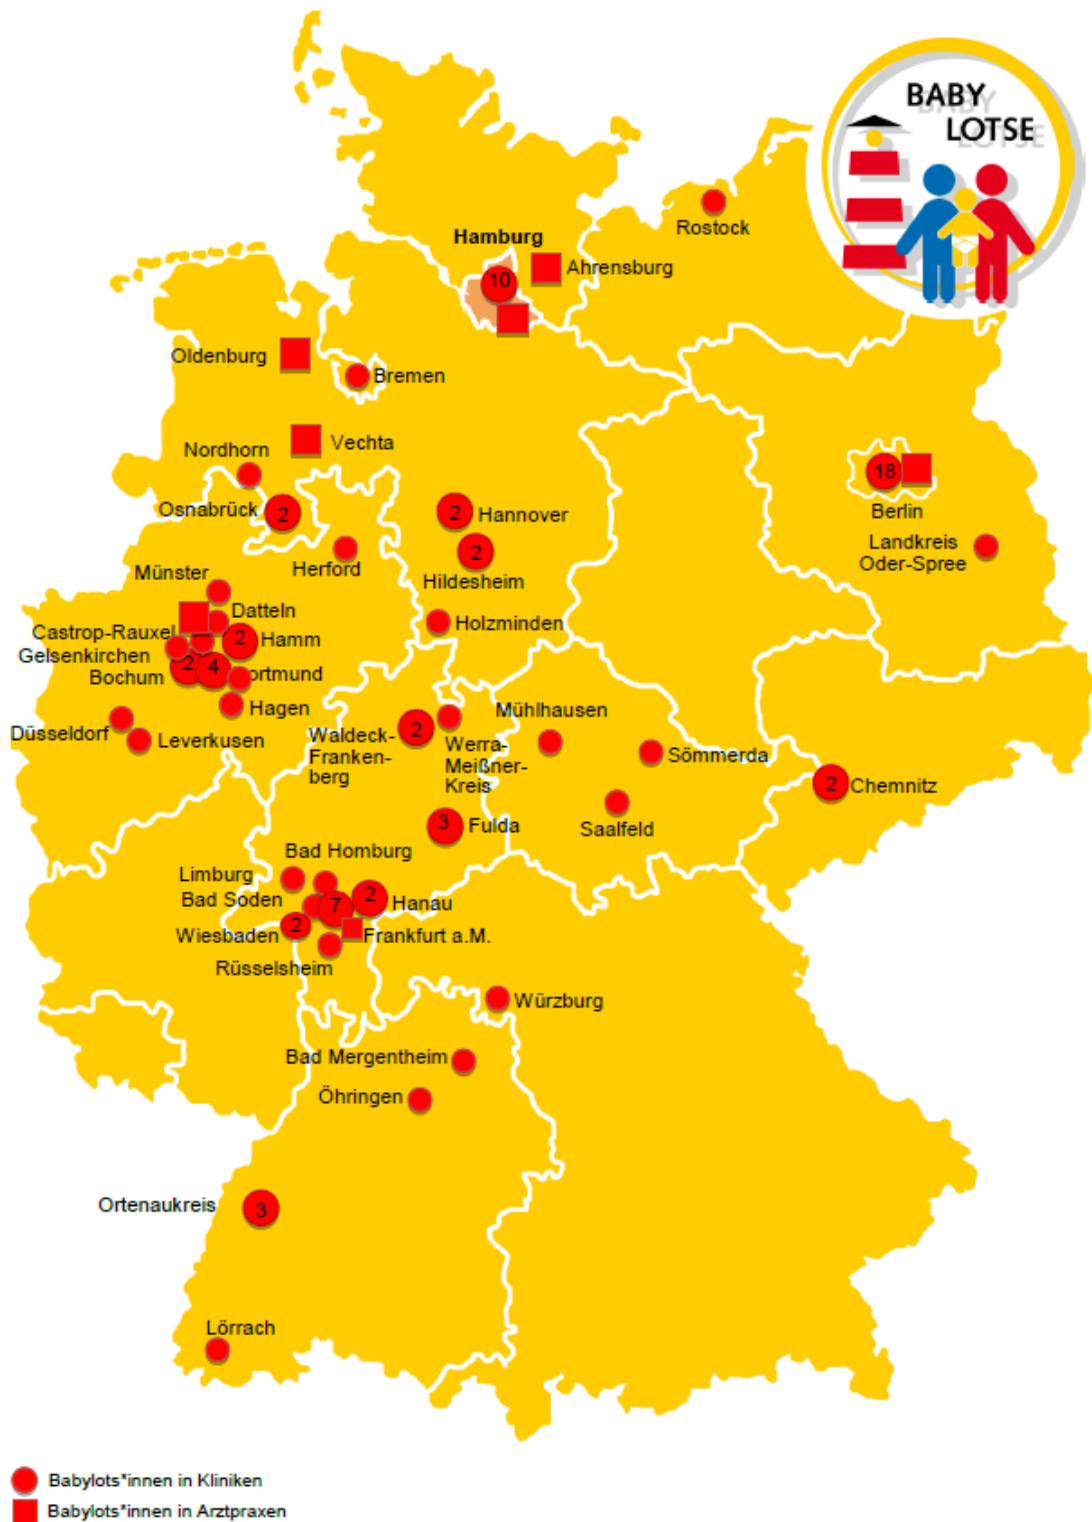 BABY
LOTSE
Rostock
Hamburg
10
Ahrensburg
Oldenburg
Bremen
Vechta
Nordhorn
18
Berlin
Osnabrück
2
2
Hannover
Herford
2
Hildesheim
Landkreis
Oder-Spree
Münster
Datteln
Holzminden
Castrop-Rauxel
2
Hamm
Gelsenkirchen
2
4
Bochum
ortmund
Hagen
Düsseldorf
Leverkusen
Waldeck-
Franken-
berg
2
Werra-
Meißner-
Kreis
Mühlhausen
Sömmerda
2
Chemnitz
Saalfeld
3
Fulda
Bad Homburg
Limburg
Bad Soden
7
2
Hanau
Wiesbaden
2
Frankfurt a.M.
Rüsselsheim
Würzburg
Bad Mergentheim
Öhringen
Ortenaukreis
3
Lörrach
Babylots*innen in Kliniken
Babylots*innen in Arztpraxen